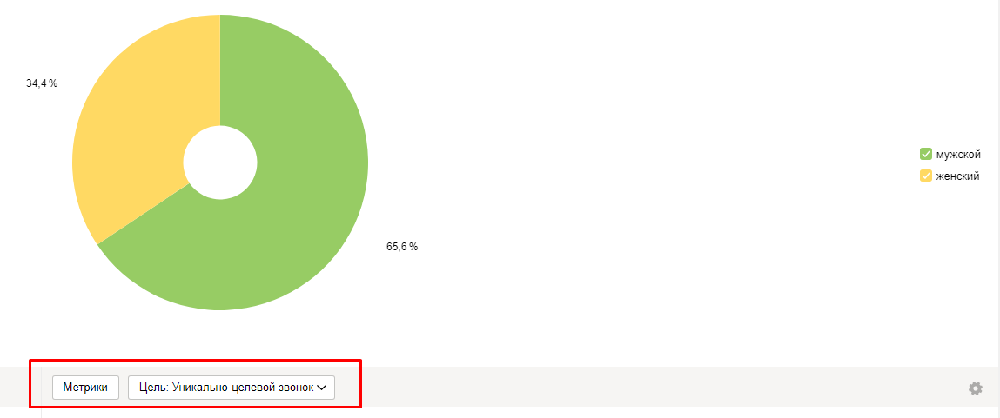 34,4 %
мужской
женский
65,6 %
Метрики
Цель: Уникально-целевой звонок